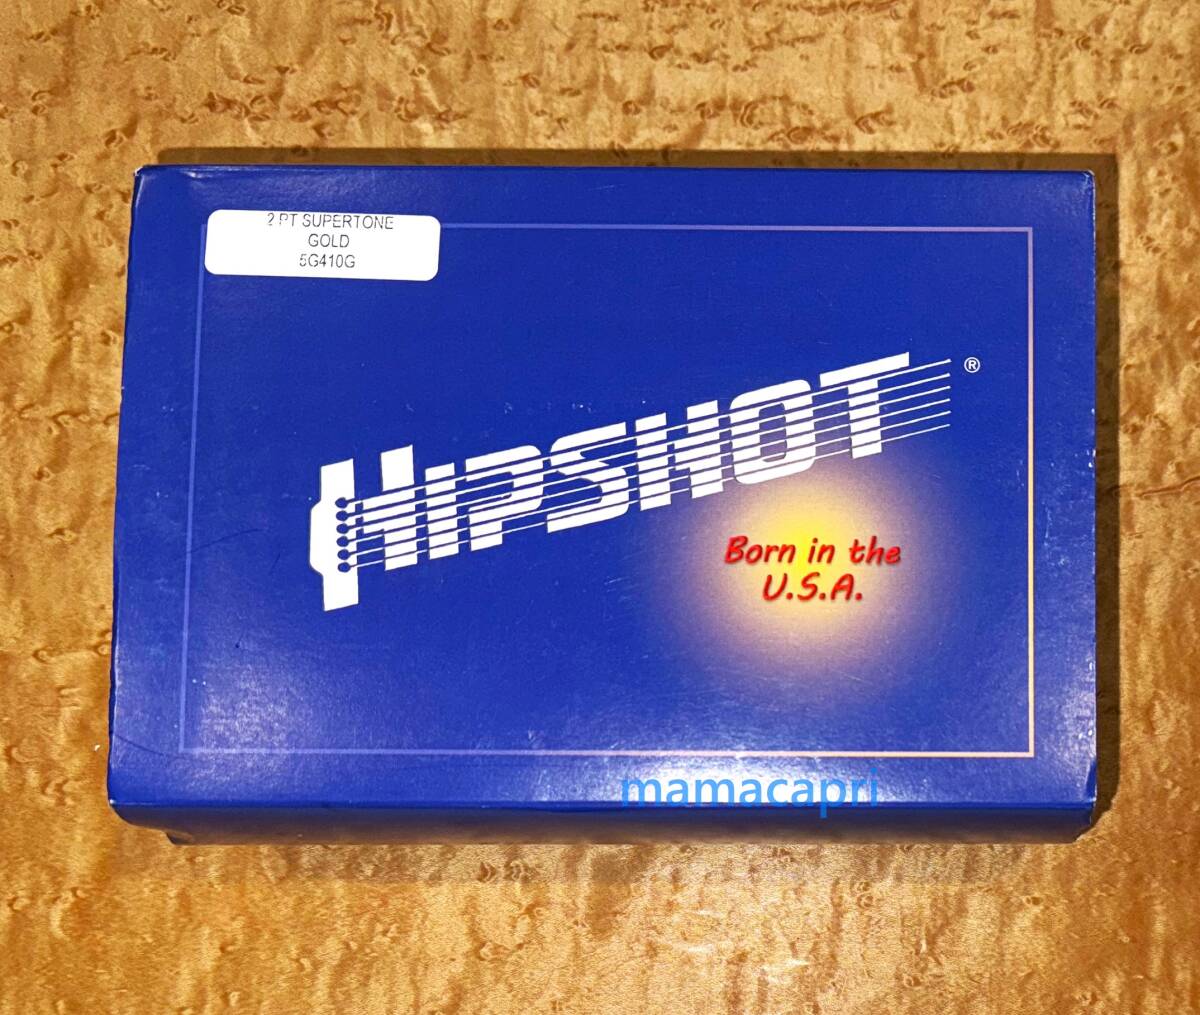 2 PT SUPERTONE
GOLD
5G410G
HIPSHOT ®
Born in the
U.S.A.
mamacapri